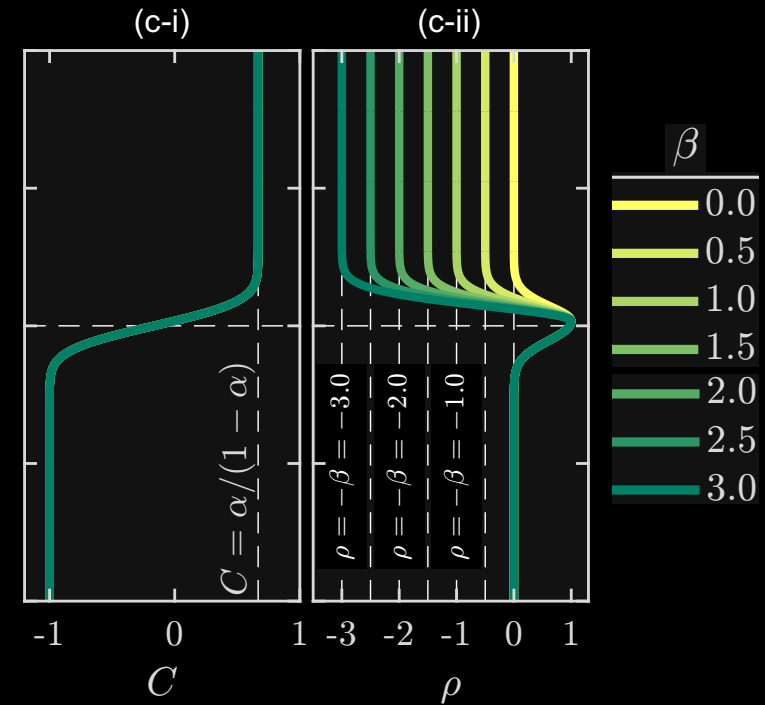 (c-i)
(c-ii)
C = α/(1 − α)
ρ = −β = −3.0
ρ = −β = −2.0
ρ = −β = −1.0
β
0.0
0.5
1.0
1.5
2.0
2.5
3.0
-1 0 1
-3 -2 -1 0 1
C
ρ